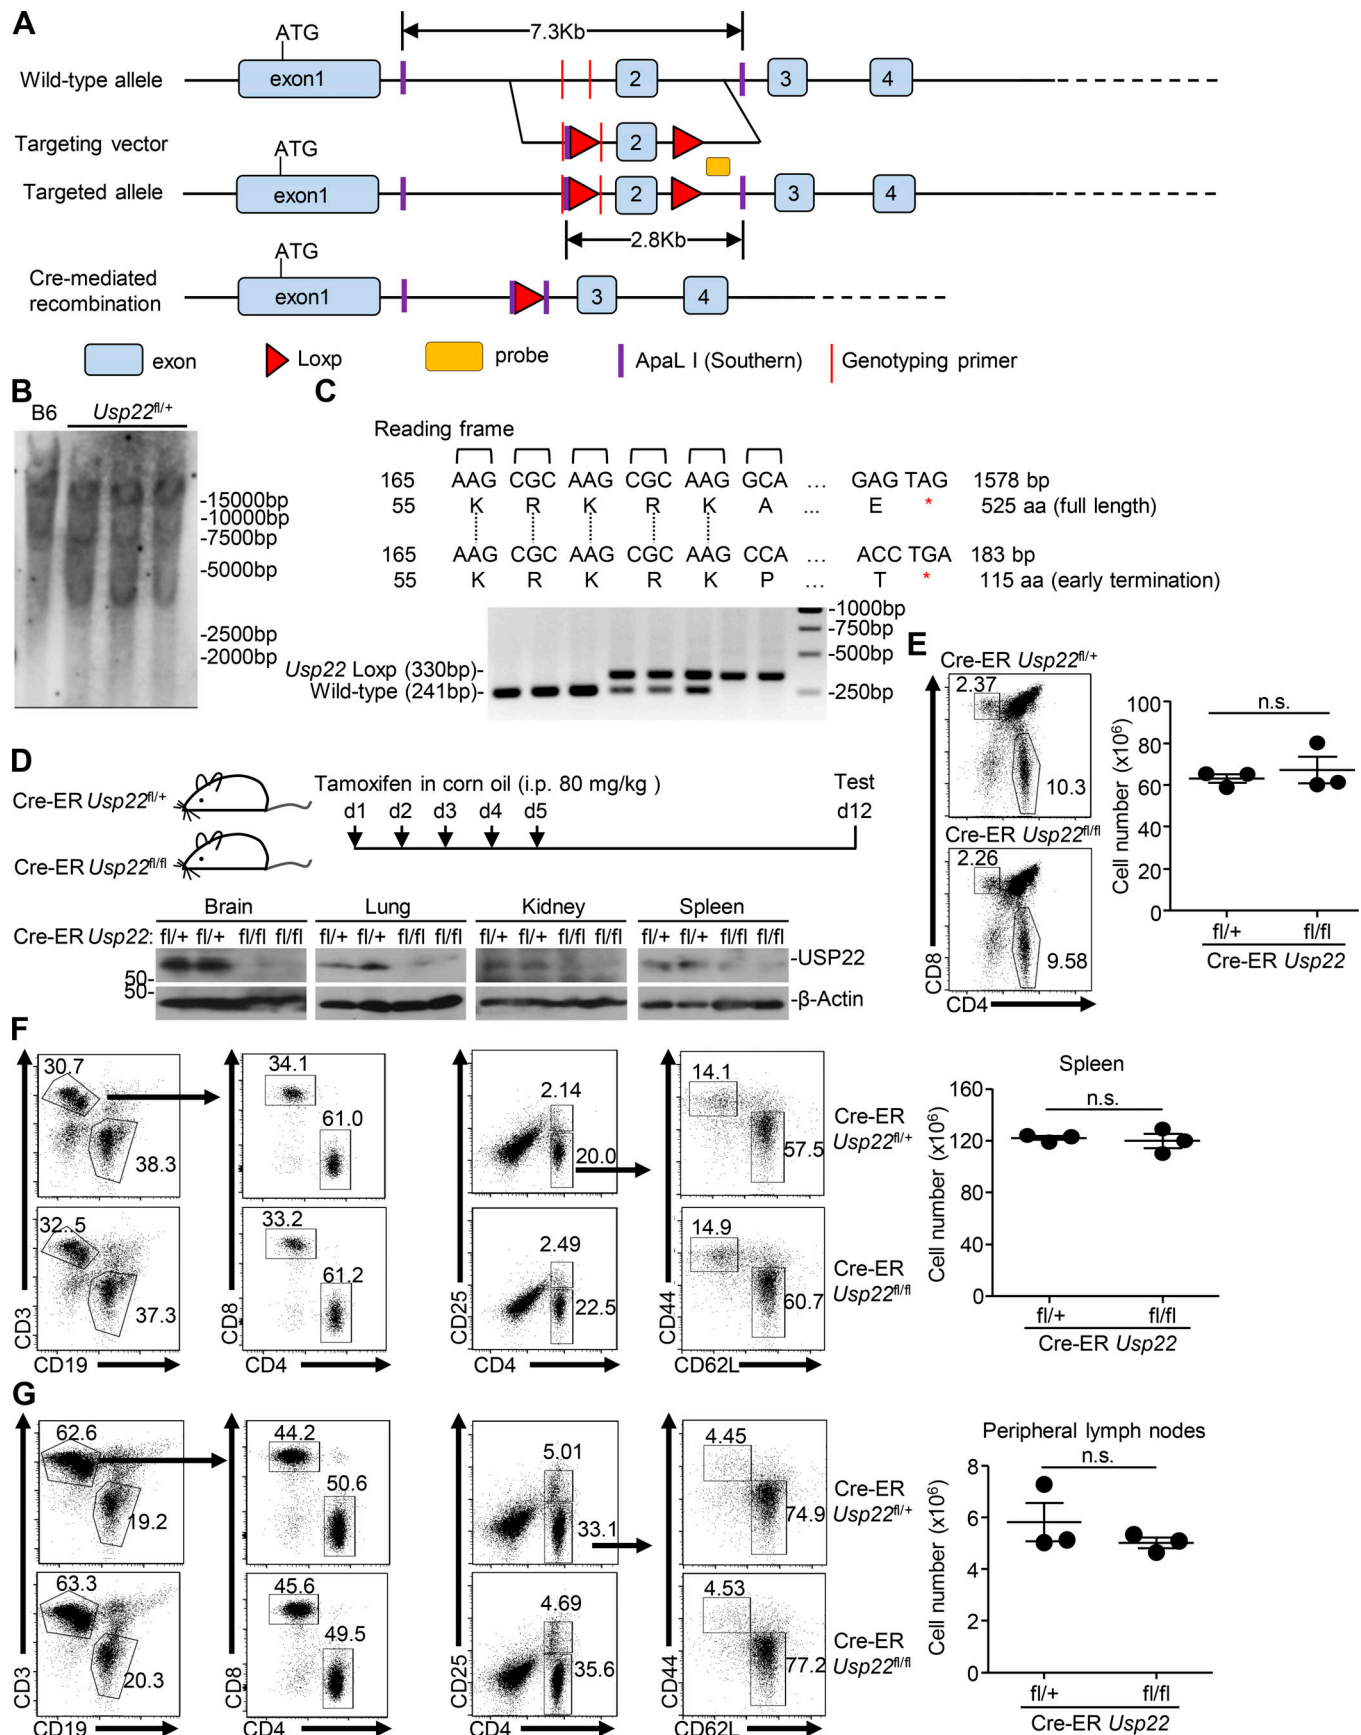 A
ATG
7.3Kb
Wild-type allele
exon1
2
3
4
Targeting vector
2
ATG
Targeted allele
exon1
2
3
4
2.8Kb
ATG
Cre-mediated
recombination
exon1
3
4
exon
Loxp
probe
ApaL I (Southern)
Genotyping primer
B
B6
Usp22fl/+
-15000bp
-10000bp
-7500bp
-5000bp
-2500bp
-2000bp
C
Reading frame
165 AAG CGC AAG CGC AAG GCA ... GAG TAG 1578 bp
55 K R K R K A ... E * 525 aa (full length)
165 AAG CGC AAG CGC AAG CCA ... ACC TGA 183 bp
55 K R K R K P ... T * 115 aa (early termination)
-1000bp
-750bp
-500bp
-250bp
Usp22 Loxp (330bp)-
Wild-type (241bp)-
D
Cre-ER Usp22fl/+
Cre-ER Usp22fl/fl
Tamoxifen in corn oil (i.p. 80 mg/kg )
d1 d2 d3 d4 d5
Test
d12
Brain Lung Kidney Spleen
Cre-ER Usp22: fl/+ fl/+ fl/fl fl/fl fl/+ fl/+ fl/fl fl/fl fl/+ fl/+ fl/fl fl/fl fl/+ fl/+ fl/fl fl/fl
50-
50-
-USP22
-β-Actin
E
Cre-ER Usp22fl/+
2.37
10.3
Cre-ER Usp22fl/fl
2.26
9.58
CD8
CD4
n.s.
Cell number (x10⁶)
100
80
60
40
20
0
fl/+ fl/fl
Cre-ER Usp22
F
30.7
38.3
34.1
61.0
2.14
20.0
14.1
57.5
Cre-ER
Usp22fl/+
32.5
37.3
33.2
61.2
2.49
22.5
14.9
60.7
Cre-ER
Usp22fl/fl
CD3
CD19
CD8
CD4
CD25
CD4
CD44
CD62L
Spleen
n.s.
Cell number (x10⁶)
160
120
80
40
0
fl/+ fl/fl
Cre-ER Usp22
G
62.6
19.2
44.2
50.6
5.01
33.1
4.45
74.9
Cre-ER
Usp22fl/+
63.3
20.3
45.6
49.5
4.69
35.6
4.53
77.2
Cre-ER
Usp22fl/fl
CD3
CD19
CD8
CD4
CD25
CD4
CD44
CD62L
Peripheral lymph nodes
n.s.
Cell number (x10⁶)
8
6
4
2
0
fl/+ fl/fl
Cre-ER Usp22